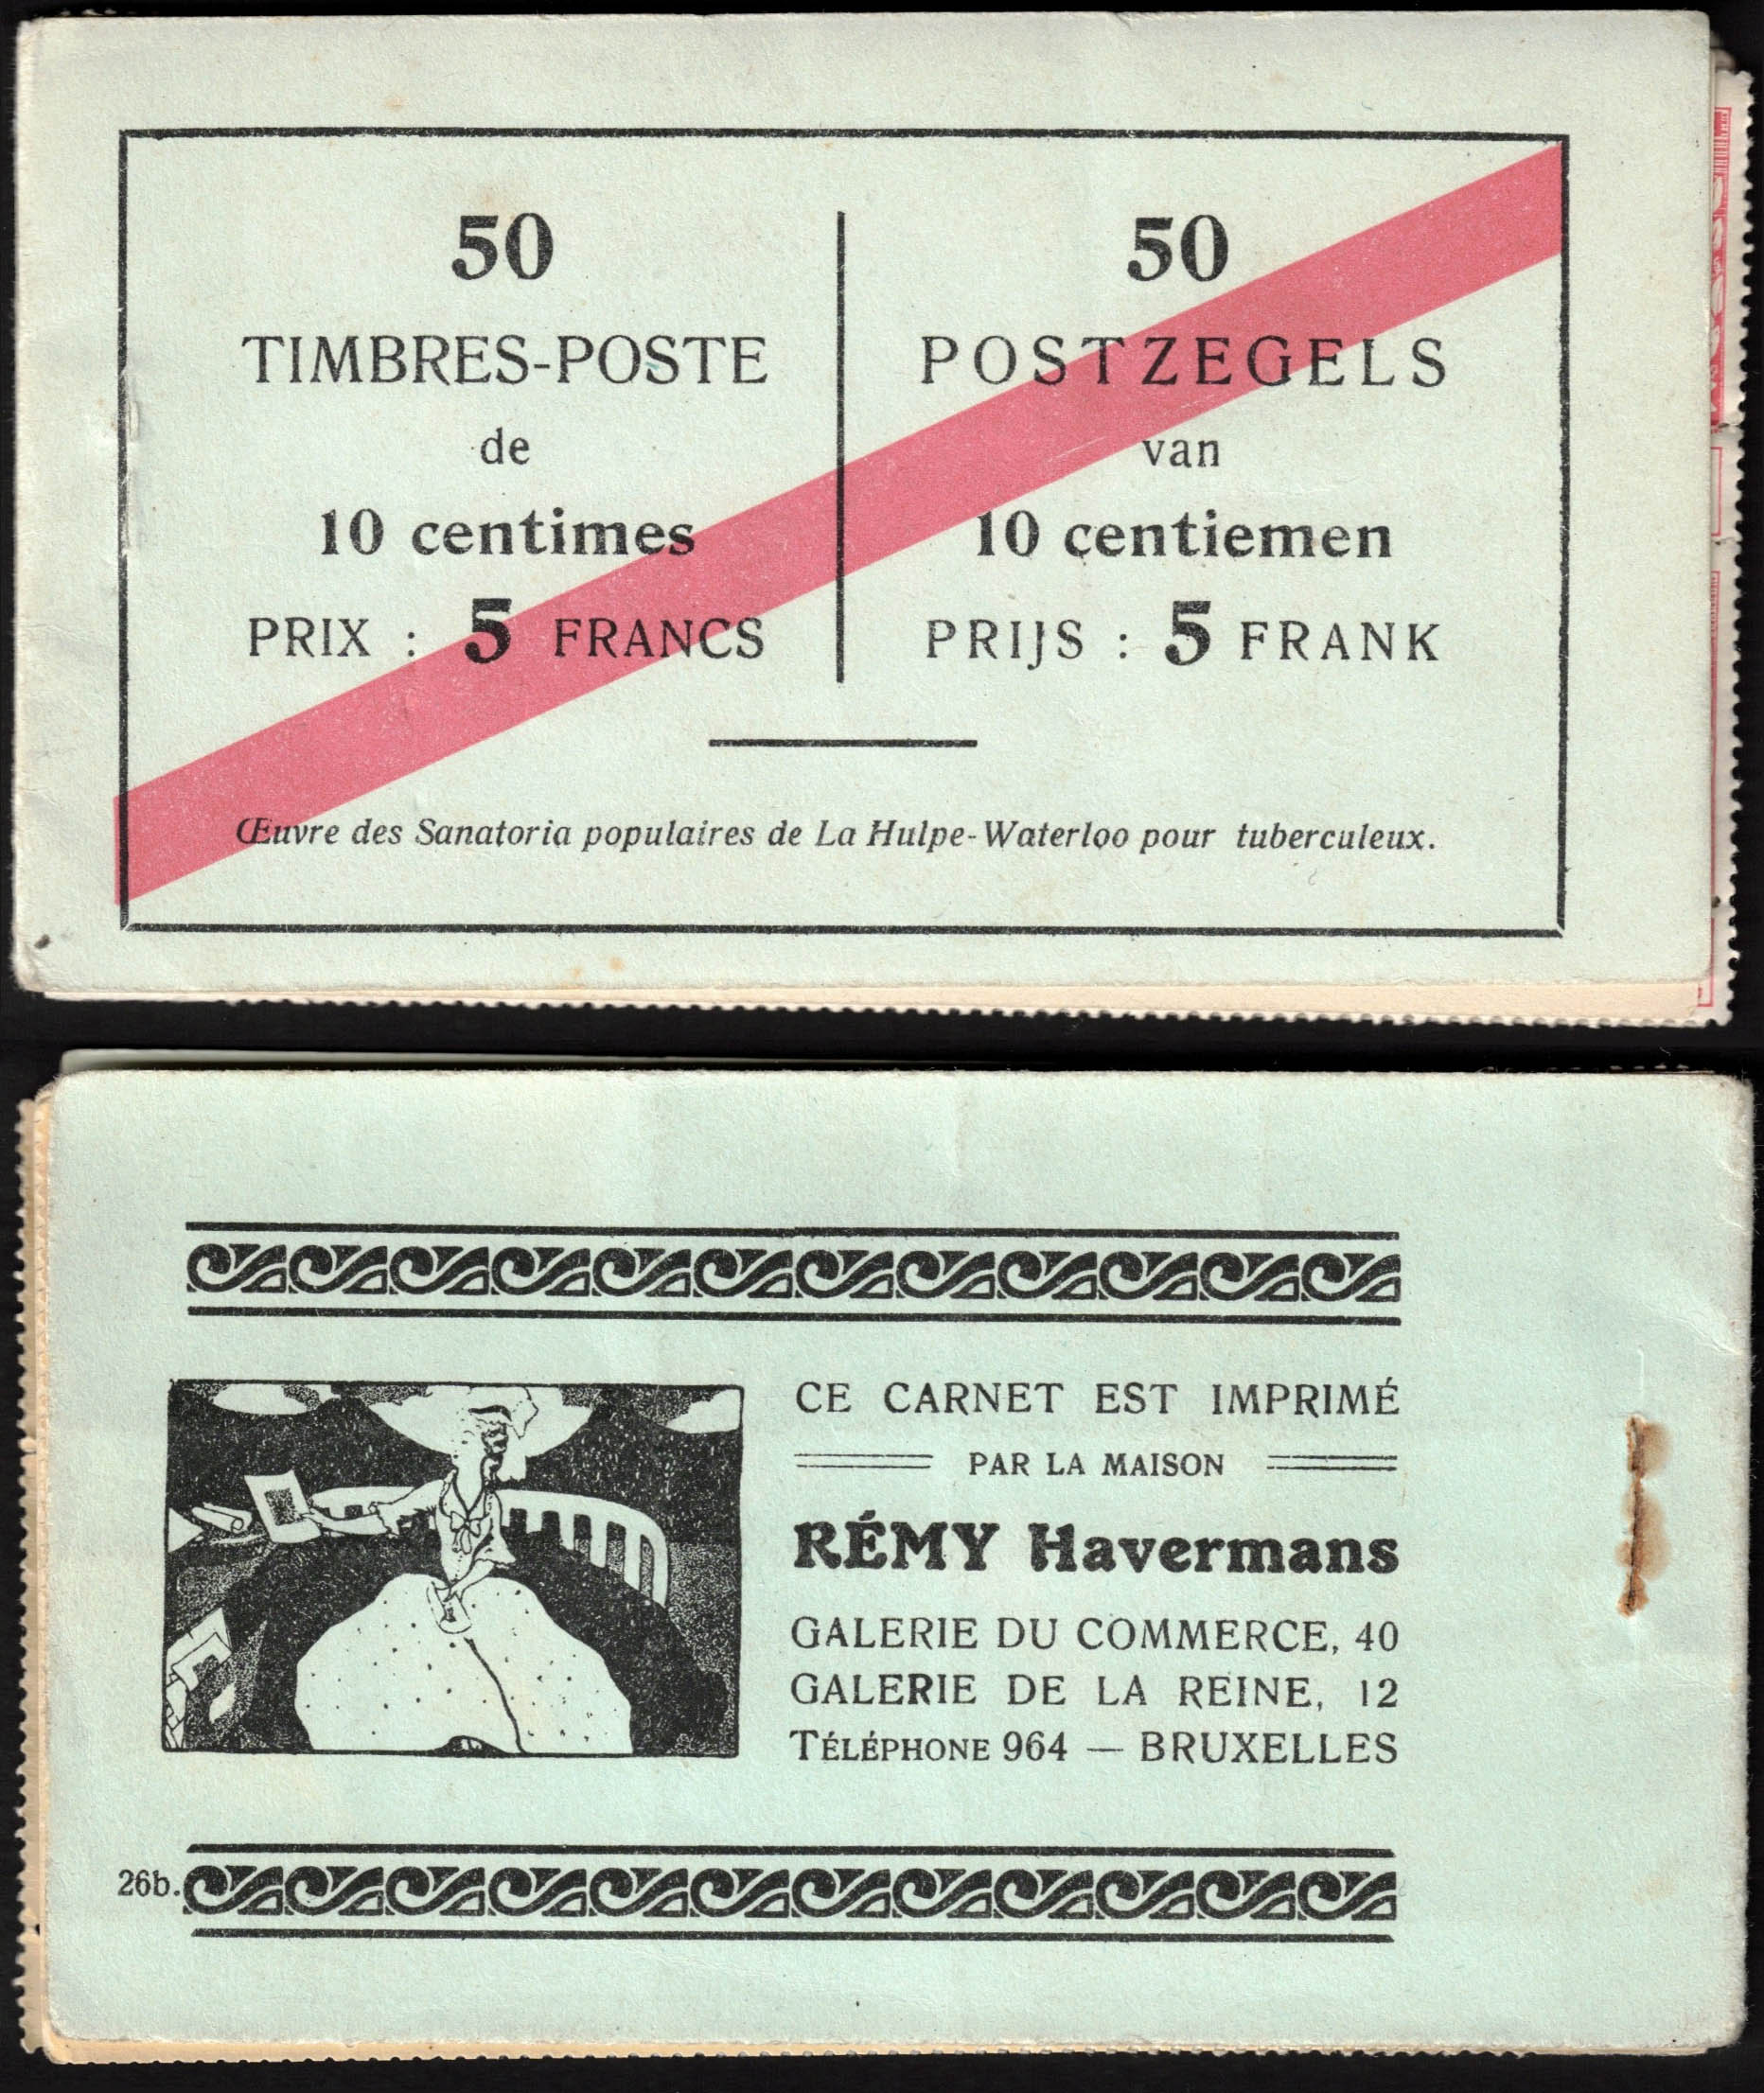 50
TIMBRES-POSTE
de
10 centimes
PRIX : 5 FRANCS
50
POSTZEGELS
van
10 centiemen
PRIJS : 5 FRANK
Œuvre des Sanatoria populaires de La Hulpe-Waterloo pour tuberculeux.
CE CARNET EST IMPRIMÉ
PAR LA MAISON
RÉMY Havermans
GALERIE DU COMMERCE, 40
GALERIE DE LA REINE, 12
TÉLÉPHONE 964 — BRUXELLES
26b.